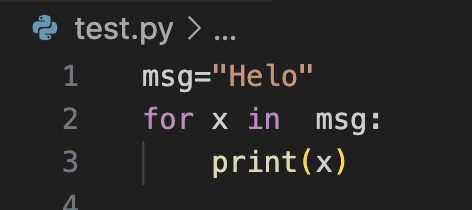 test.py > ...
1 msg="Helo"
2 for x in  msg:
3     print(x)
4